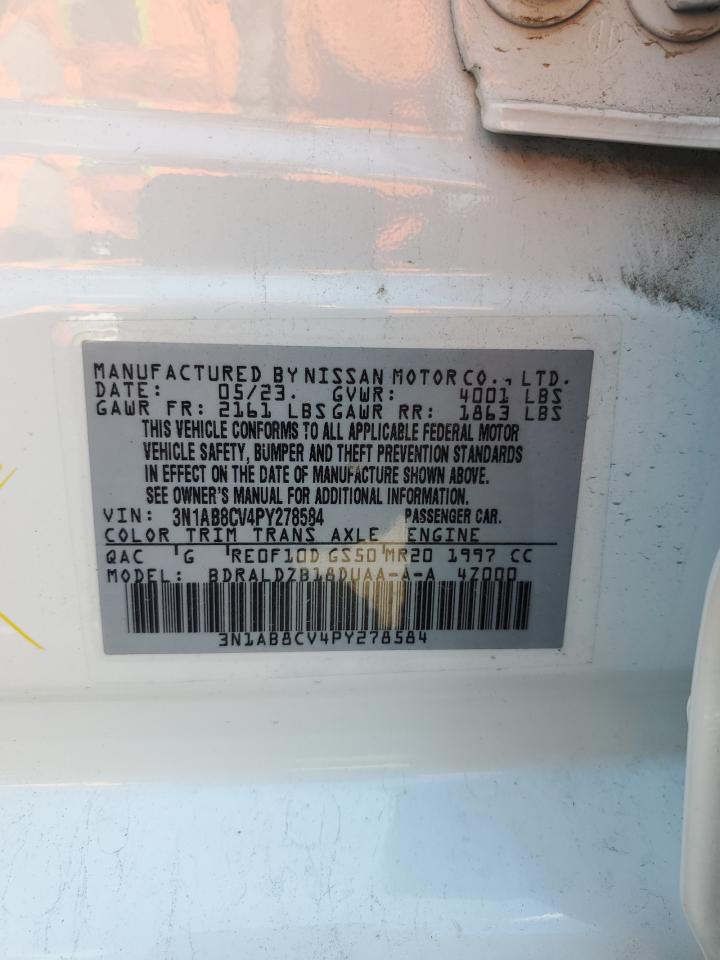 MANUFACTURED BY NISSAN MOTOR CO., LTD.
DATE: 05/23. GVWR: 4001 LBS
GAWR FR: 2161 LBS GAWR RR: 1863 LBS
THIS VEHICLE CONFORMS TO ALL APPLICABLE FEDERAL MOTOR
VEHICLE SAFETY, BUMPER AND THEFT PREVENTION STANDARDS
IN EFFECT ON THE DATE OF MANUFACTURE SHOWN ABOVE.
SEE OWNER'S MANUAL FOR ADDITIONAL INFORMATION.
VIN: 3N1AB8CV4PY278584 PASSENGER CAR.
COLOR TRIM TRANS AXLE ENGINE
QAC G RE0F10D GS50 MR20 1997 CC
MODEL: BDRALDZB18DUAA-A-A 4Z000
3N1AB8CV4PY278584